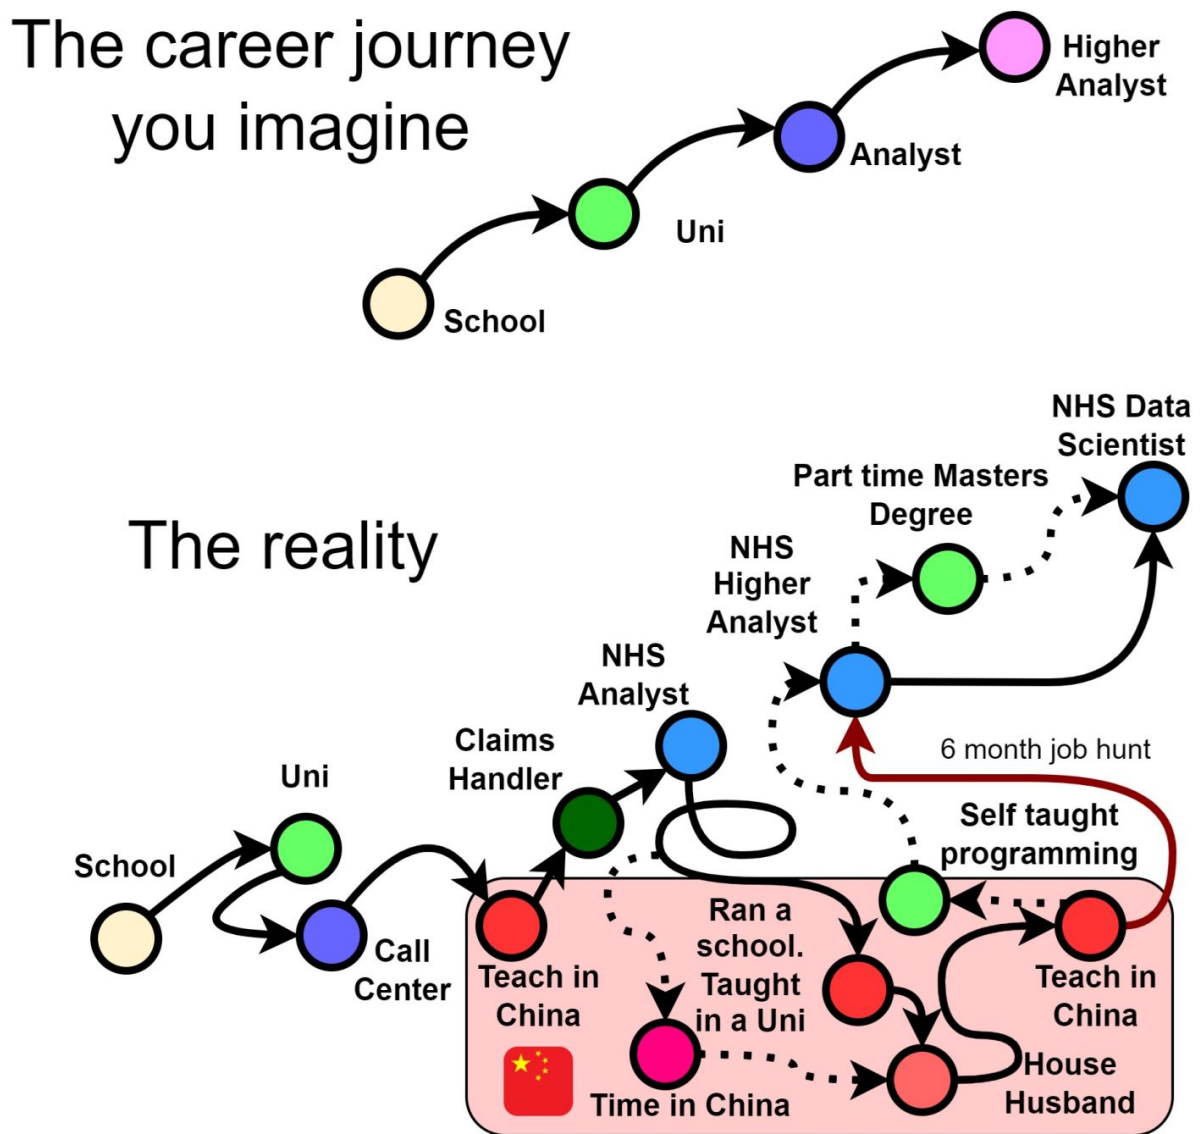 The career journey
you imagine
Higher
Analyst
Analyst
Uni
School
The reality
NHS Data
Scientist
Part time Masters
Degree
NHS
Higher
Analyst
NHS
Analyst
Claims
Handler
Uni
School
Call
Center
6 month job hunt
Self taught
programming
Teach in
China
Ran a
school.
Taught
in a Uni
Teach in
China
Time in China
House
Husband